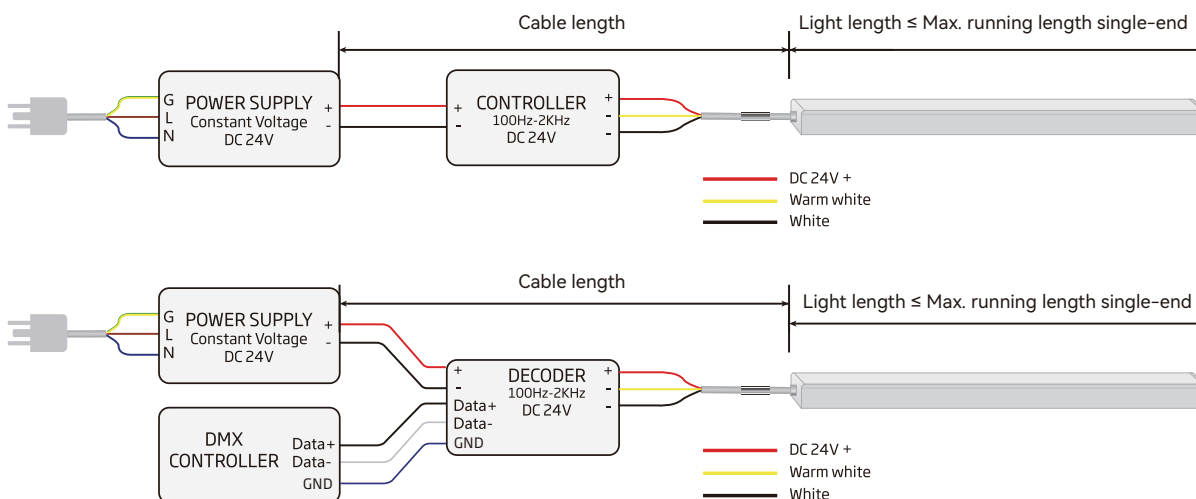 Cable length
Light length ≤ Max. running length single-end
G
L
N
POWER SUPPLY
Constant Voltage
DC 24V
+
-
+
-
CONTROLLER
100Hz-2KHz
DC 24V
+
-
-
DC 24V +
Warm white
White
Cable length
Light length ≤ Max. running length single-end
G
L
N
POWER SUPPLY
Constant Voltage
DC 24V
+
-
+
-
Data+
Data-
GND
DECODER
100Hz-2KHz
DC 24V
+
-
-
DMX
CONTROLLER
Data+
Data-
GND
DC 24V +
Warm white
White